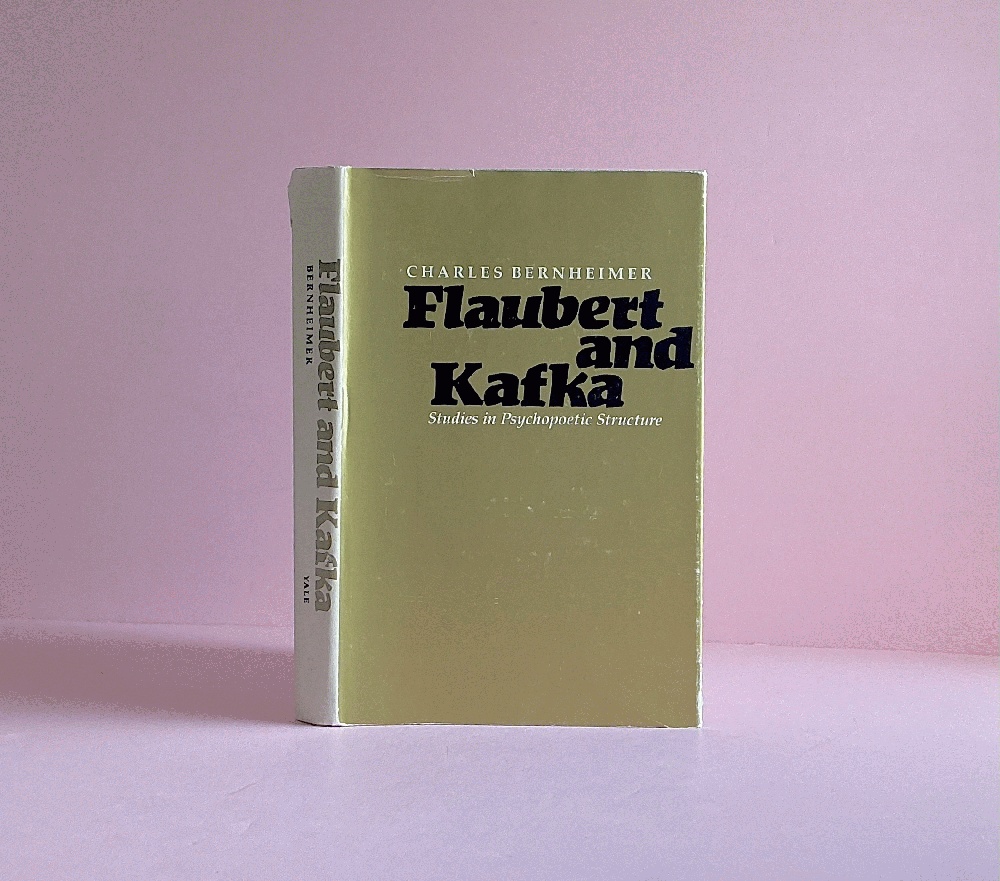 CHARLES BERNHEIMER
Flaubert
and
Kafka
Studies in Psychopoetic Structure
Flaubert and Kafka
BERNHEIMER
YALE